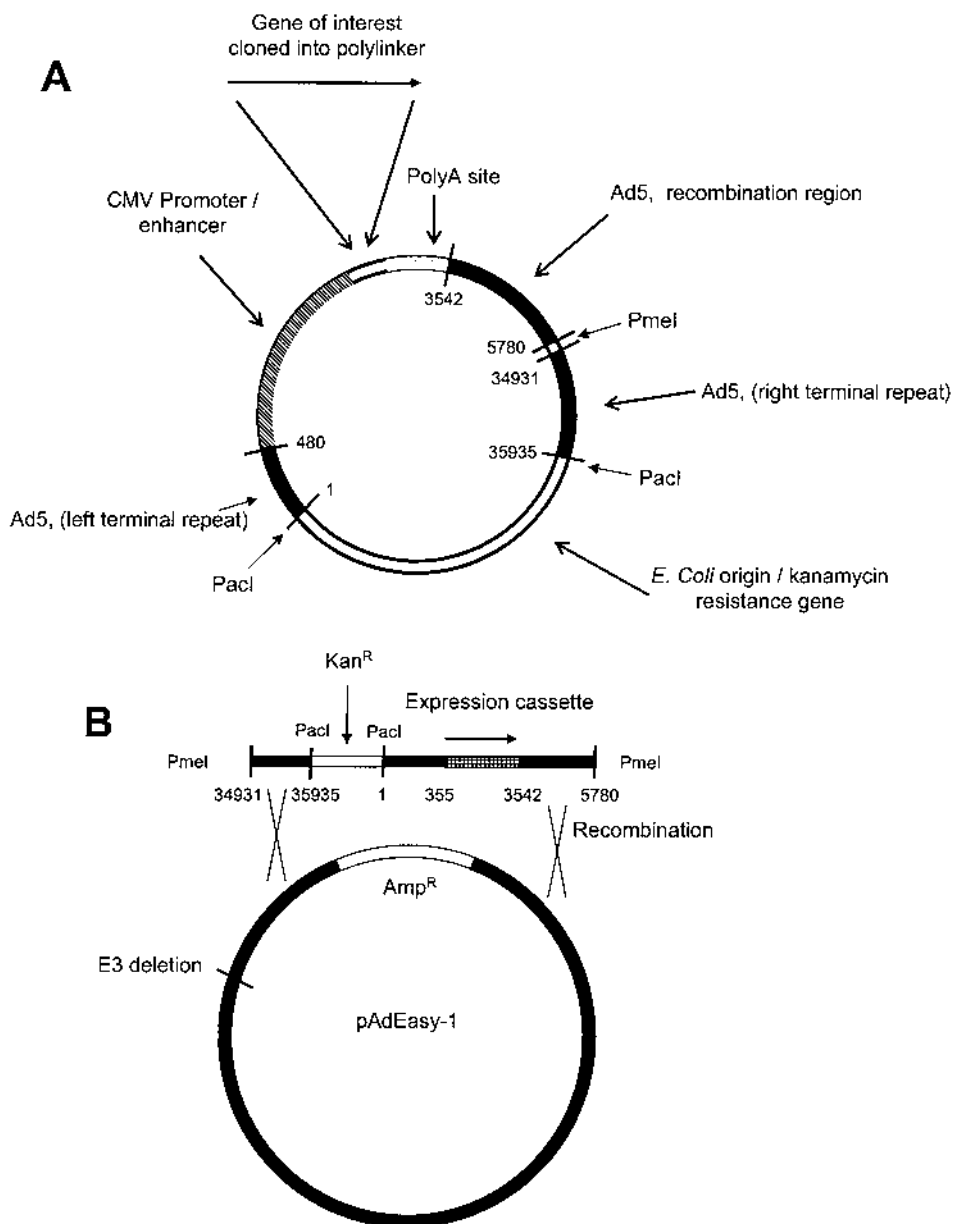 A
Gene of interest
cloned into polylinker
PolyA site
CMV Promoter /
enhancer
Ad5, recombination region
3542
PmeI
5780
34931
Ad5, (right terminal repeat)
480
35935
PacI
1
Ad5, (left terminal repeat)
PacI
E. Coli origin / kanamycin
resistance gene
B
Kan^R
Expression cassette
PacI PacI
PmeI PmeI
34931 35935 1 355 3542 5780
Recombination
Amp^R
E3 deletion
pAdEasy-1